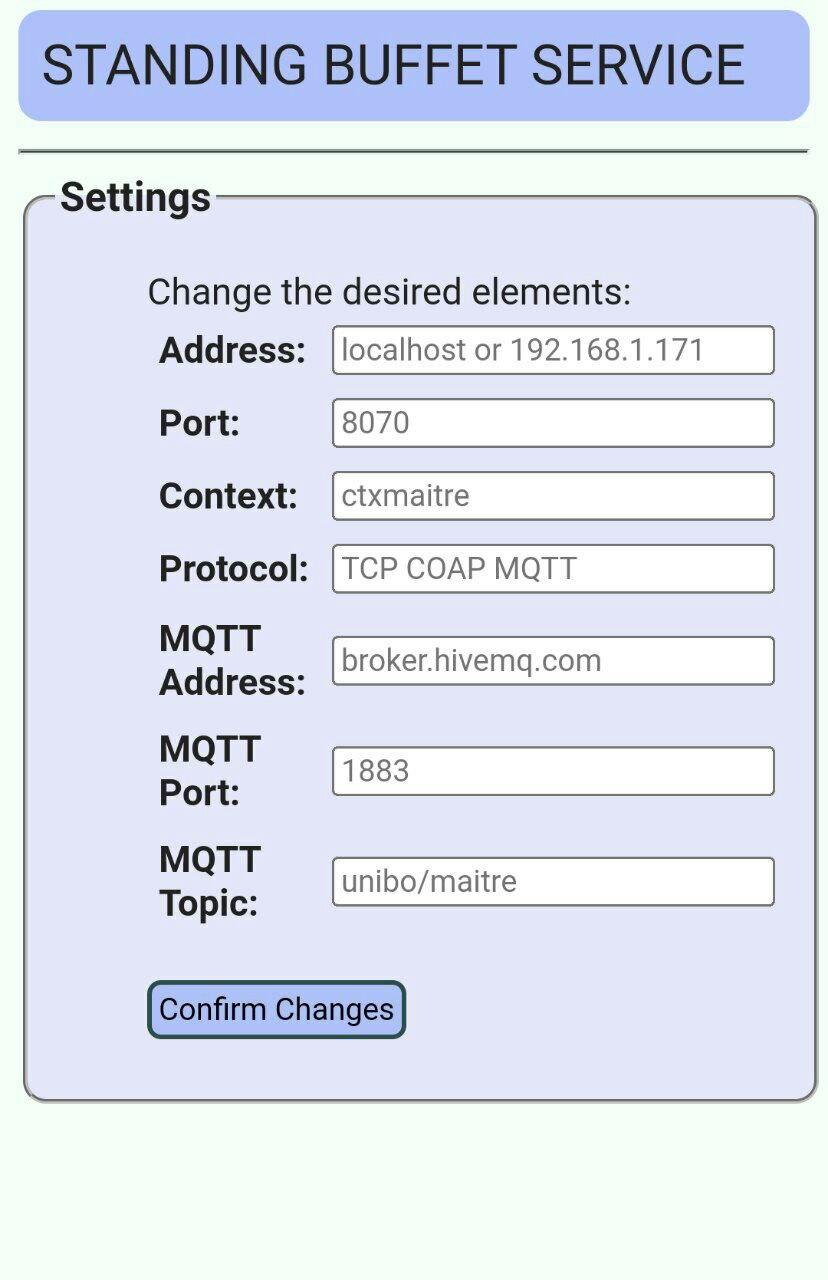 STANDING BUFFET SERVICE
Settings
Change the desired elements:
Address: localhost or 192.168.1.171
Port: 8070
Context: ctxmaitre
Protocol: TCP COAP MQTT
MQTT
Address: broker.hivemq.com
MQTT
Port: 1883
MQTT
Topic: unibo/maitre
Confirm Changes